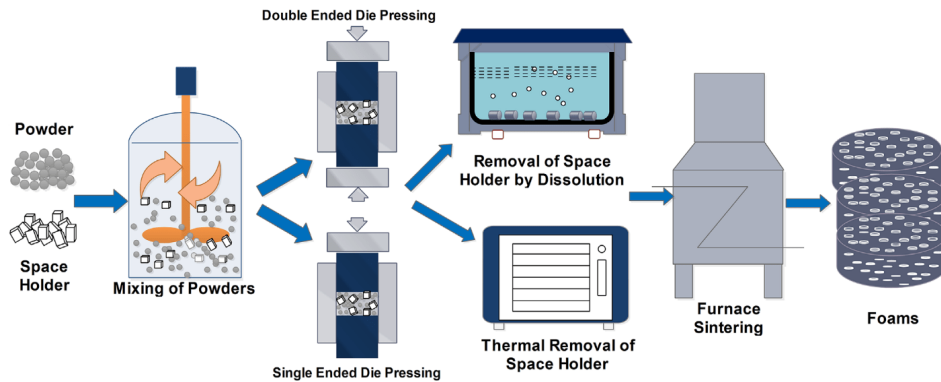 Double Ended Die Pressing
Powder
Space
Holder
Mixing of Powders
Single Ended Die Pressing
Removal of Space
Holder by Dissolution
Thermal Removal of
Space Holder
Furnace
Sintering
Foams